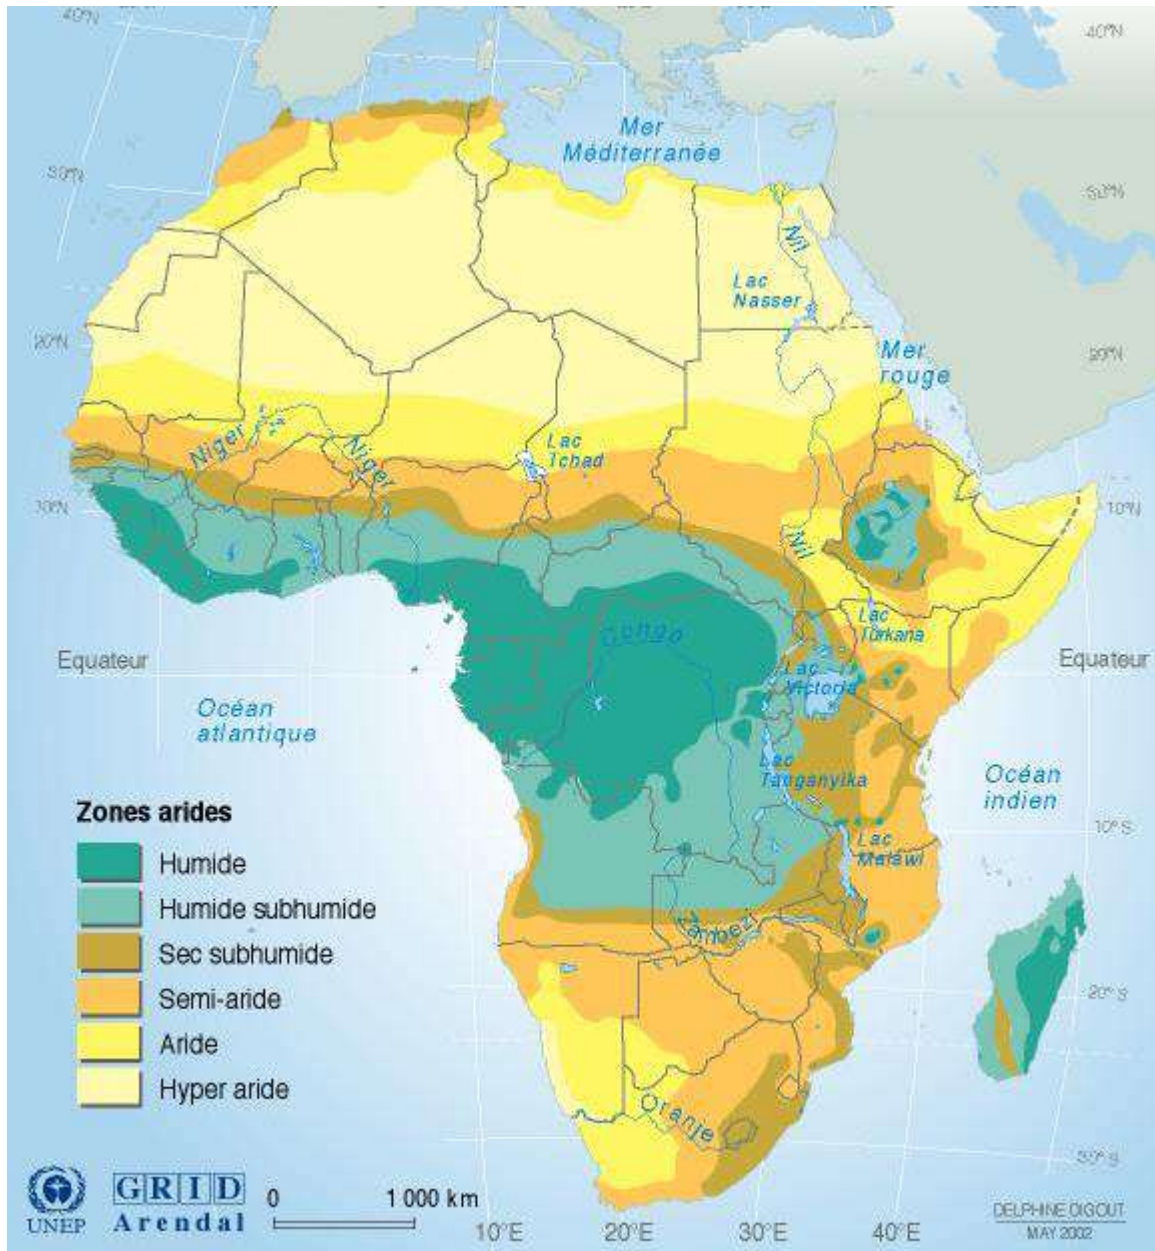 40°N
40°N
Mer
Méditerranée
30°N
30°N
Nil
Lac
Nasser
20°N
Mer
rouge
20°N
Niger
Niger
Lac
Tchad
10°N
10°N
Nil
Lac
Turkana
Congo
Equateur
Equateur
Lac
Victoria
Océan
atlantique
Lac
Tanganyika
Océan
indien
Zones arides
10° S
Lac
Malawi
Humide
Humide subhumide
Zambezi
Sec subhumide
Semi-aride
20° S
Aride
Hyper aride
Oranje
30° S
UNEP
GRID
Arendal
0 1 000 km
DELPHINE DIGOUT
MAY 2002
10°E 20°E 30°E 40°E